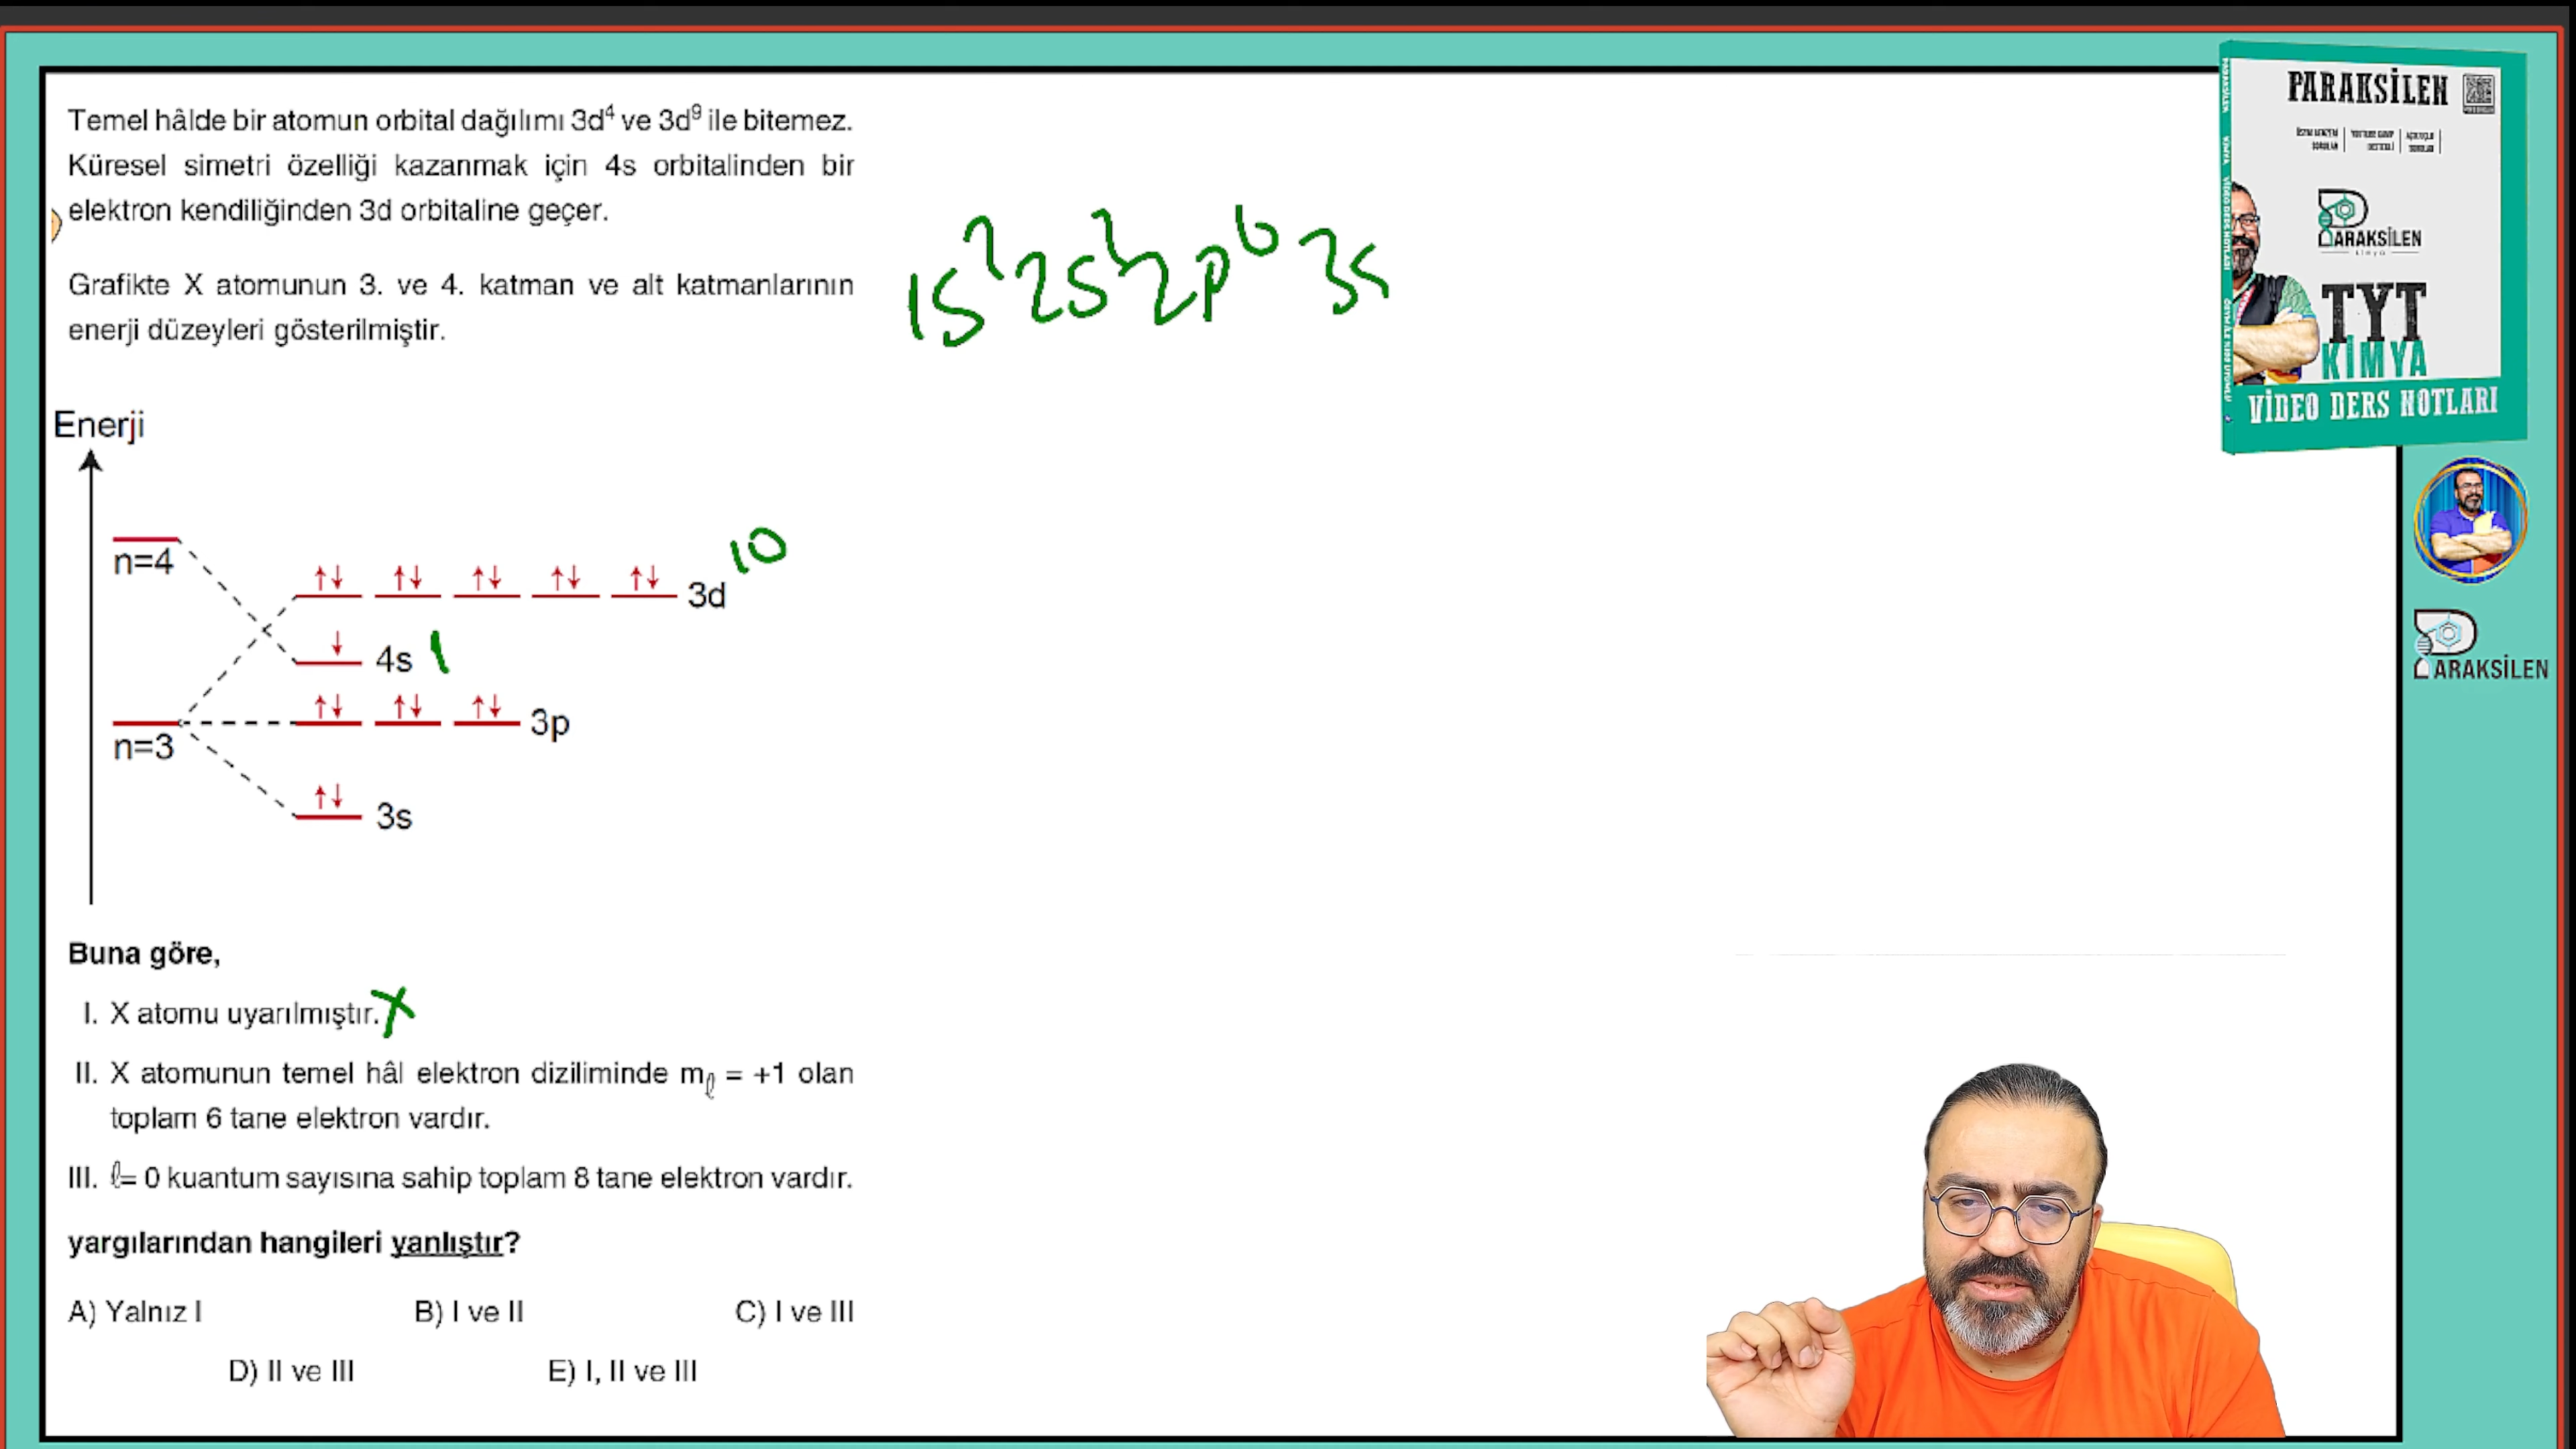 Temel hâlde bir atomun orbital dağılımı 3d⁴ ve 3d⁹ ile bitemez.
Küresel simetri özelliği kazanmak için 4s orbitalinden bir
elektron kendiliğinden 3d orbitaline geçer.
Grafikte X atomunun 3. ve 4. katman ve alt katmanlarının
enerji düzeyleri gösterilmiştir.
1s² 2s² 2p⁶ 3s
Enerji
n=4
↑↓ ↑↓ ↑↓ ↑↓ ↑↓ 3d 10
↓ 4s 1
n=3
↑↓ ↑↓ ↑↓ 3p
↑↓ 3s
Buna göre,
I. X atomu uyarılmıştır. X
II. X atomunun temel hâl elektron diziliminde mℓ = +1 olan
toplam 6 tane elektron vardır.
III. ℓ= 0 kuantum sayısına sahip toplam 8 tane elektron vardır.
yargılarından hangileri yanlıştır?
A) Yalnız I B) I ve II C) I ve III
D) II ve III E) I, II ve III
PARAKSİLEN
PARAKSİLEN
kimya
TYT
KİMYA
VİDEO DERS NOTLARI
PARAKSİLEN